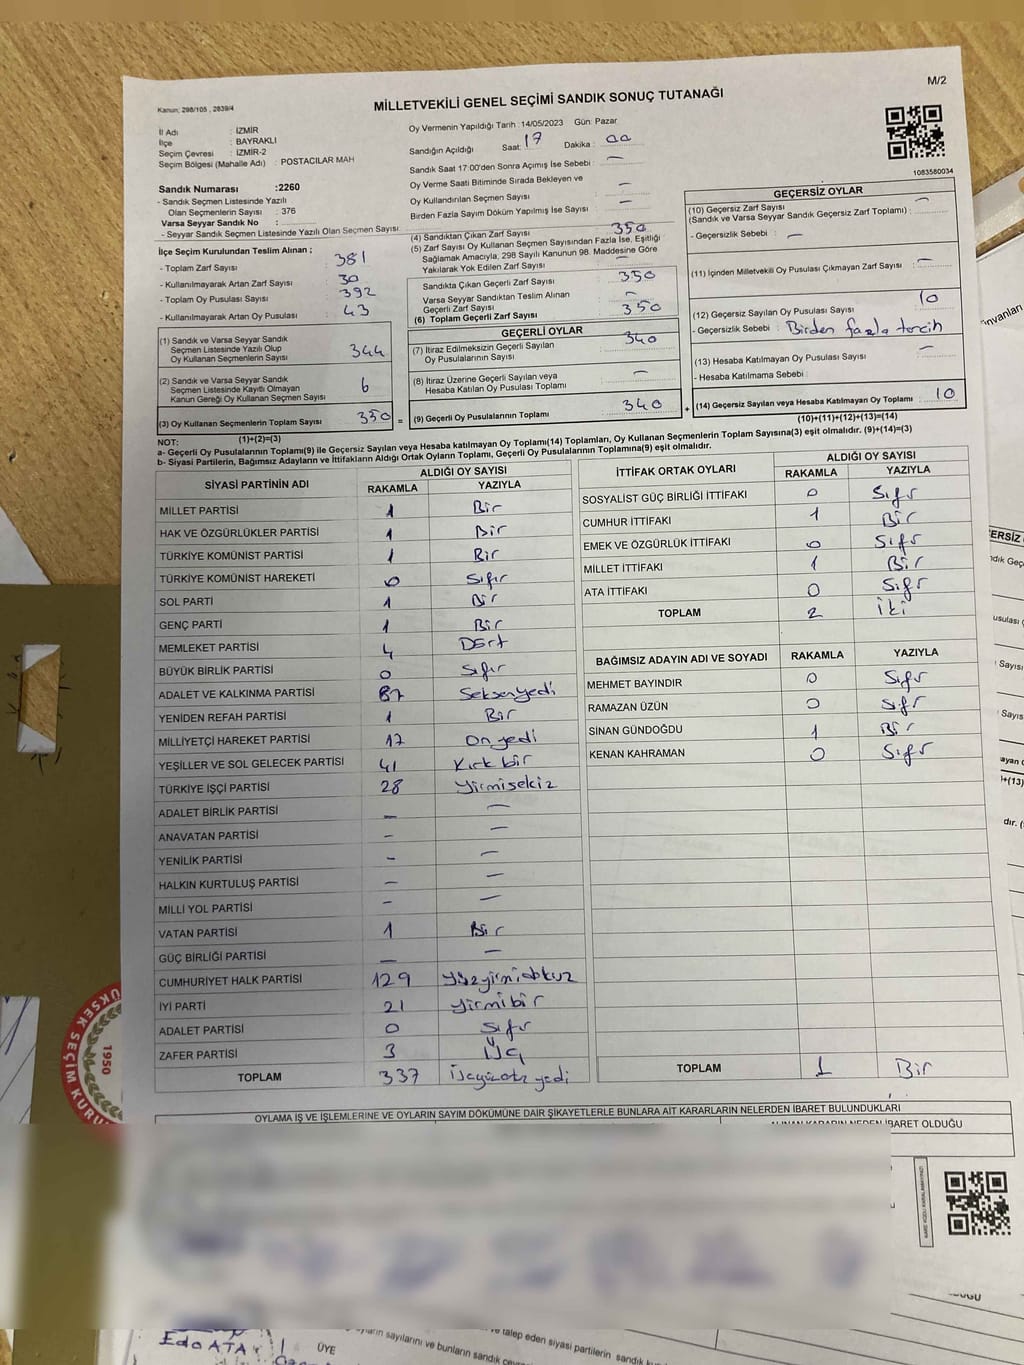 M/2
Kanun: 298/105 , 2839/4
MİLLETVEKİLİ GENEL SEÇİMİ SANDIK SONUÇ TUTANAĞI
1083580034
İl Adı : İZMİR
İlçe : BAYRAKLI
Seçim Çevresi : İZMİR-2
Seçim Bölgesi (Mahalle Adı) : POSTACILAR MAH
Sandık Numarası :2260
- Sandık Seçmen Listesinde Yazılı
Olan Seçmenlerin Sayısı : 376
Varsa Seyyar Sandık No :
- Seyyar Sandık Seçmen Listesinde Yazılı Olan Seçmen Sayısı:
İlçe Seçim Kurulundan Teslim Alınan ;
- Toplam Zarf Sayısı 381
- Kullanılmayarak Artan Zarf Sayısı 30
- Toplam Oy Pusulası Sayısı 392
- Kullanılmayarak Artan Oy Pusulası 43
(1) Sandık ve Varsa Seyyar Sandık
Seçmen Listesinde Yazılı Olup
Oy Kullanan Seçmenlerin Sayısı 344
(2) Sandık ve Varsa Seyyar Sandık
Seçmen Listesinde Kayıtlı Olmayan
Kanun Gereği Oy Kullanan Seçmen Sayısı 6
(3) Oy Kullanan Seçmenlerin Toplam Sayısı 350 =
(1)+(2)=(3)
Oy Vermenin Yapıldığı Tarih :14/05/2023 Gün: Pazar
Sandığın Açıldığı Saat: 17 Dakika : 00
Sandık Saat 17:00'den Sonra Açımış İse Sebebi : —
Oy Verme Saati Bitiminde Sırada Bekleyen ve
Oy Kullandırılan Seçmen Sayısı : —
Birden Fazla Sayım Döküm Yapılmış İse Sayısı : —
(4) Sandıktan Çıkan Zarf Sayısı 350
(5) Zarf Sayısı Oy Kullanan Seçmen Sayısından Fazla İse, Eşitliği
Sağlamak Amacıyla, 298 Sayılı Kanunun 98. Maddesine Göre
Yakılarak Yok Edilen Zarf Sayısı : —
Sandıkta Çıkan Geçerli Zarf Sayısı 350
Varsa Seyyar Sandıktan Teslim Alınan
Geçerli Zarf Sayısı : —
(6) Toplam Geçerli Zarf Sayısı 350
GEÇERLİ OYLAR
(7) İtiraz Edilmeksizin Geçerli Sayılan
Oy Pusulalarının Sayısı 340
(8) İtiraz Üzerine Geçerli Sayılan veya
Hesaba Katılan Oy Pusulası Toplamı —
(9) Geçerli Oy Pusulalarının Toplamı 340 +
GEÇERSİZ OYLAR
(10) Geçersiz Zarf Sayısı
(Sandık ve Varsa Seyyar Sandık Geçersiz Zarf Toplamı) : —
- Geçersizlik Sebebi : —
(11) İçinden Milletvekili Oy Pusulası Çıkmayan Zarf Sayısı : —
(12) Geçersiz Sayılan Oy Pusulası Sayısı 10
- Geçersizlik Sebebi : Birden fazla tercih
(13) Hesaba Katılmayan Oy Pusulası Sayısı —
- Hesaba Katılmama Sebebi :
(14) Geçersiz Sayılan veya Hesaba Katılmayan Oy Toplamı 10
(10)+(11)+(12)+(13)=(14)
NOT:
a- Geçerli Oy Pusulalarının Toplamı(9) ile Geçersiz Sayılan veya Hesaba katılmayan Oy Toplamı(14) Toplamları, Oy Kullanan Seçmenlerin Toplam Sayısına(3) eşit olmalıdır. (9)+(14)=(3)
b- Siyasi Partilerin, Bağımsız Adayların ve İttifakların Aldığı Ortak Oyların Toplamı, Geçerli Oy Pusulalarının Toplamına(9) eşit olmalıdır.
SİYASİ PARTİNİN ADI ALDIĞI OY SAYISI
RAKAMLA YAZIYLA
MİLLET PARTİSİ 1 Bir
HAK VE ÖZGÜRLÜKLER PARTİSİ 1 Bir
TÜRKİYE KOMÜNİST PARTİSİ 1 Bir
TÜRKİYE KOMÜNİST HAREKETİ 0 Sıfır
SOL PARTİ 1 Bir
GENÇ PARTİ 1 Bir
MEMLEKET PARTİSİ 4 Dört
BÜYÜK BİRLİK PARTİSİ 0 Sıfır
ADALET VE KALKINMA PARTİSİ 87 Seksenyedi
YENİDEN REFAH PARTİSİ 1 Bir
MİLLİYETÇİ HAREKET PARTİSİ 17 Onyedi
YEŞİLLER VE SOL GELECEK PARTİSİ 41 Kırkbir
TÜRKİYE İŞÇİ PARTİSİ 28 Yirmisekiz
ADALET BİRLİK PARTİSİ — —
ANAVATAN PARTİSİ — —
YENİLİK PARTİSİ — —
HALKIN KURTULUŞ PARTİSİ — —
MİLLİ YOL PARTİSİ — —
VATAN PARTİSİ 1 Bir
GÜÇ BİRLİĞİ PARTİSİ — —
CUMHURİYET HALK PARTİSİ 129 Yüzyirmidokuz
İYİ PARTİ 21 Yirmibir
ADALET PARTİSİ 0 Sıfır
ZAFER PARTİSİ 3 Üç
TOPLAM 337 Üçyüzotuzyedi
İTTİFAK ORTAK OYLARI ALDIĞI OY SAYISI
RAKAMLA YAZIYLA
SOSYALİST GÜÇ BİRLİĞİ İTTİFAKI 0 Sıfır
CUMHUR İTTİFAKI 1 Bir
EMEK VE ÖZGÜRLÜK İTTİFAKI 0 Sıfır
MİLLET İTTİFAKI 1 Bir
ATA İTTİFAKI 0 Sıfır
TOPLAM 2 İki
BAĞIMSIZ ADAYIN ADI VE SOYADI RAKAMLA YAZIYLA
MEHMET BAYINDIR 0 Sıfır
RAMAZAN ÜZÜN 0 Sıfır
SİNAN GÜNDOĞDU 1 Bir
KENAN KAHRAMAN 0 Sıfır
TOPLAM 1 Bir
OYLAMA İŞ VE İŞLEMLERİNE VE OYLARIN SAYIM DÖKÜMÜNE DAİR ŞİKAYETLERLE BUNLARA AİT KARARLARIN NELERDEN İBARET BULUNDUKLARI
ALINAN KARARIN NEDEN İBARET OLDUĞU
YÜKSEK SEÇİM KURULU
1950
Edo ATA
ÜYE